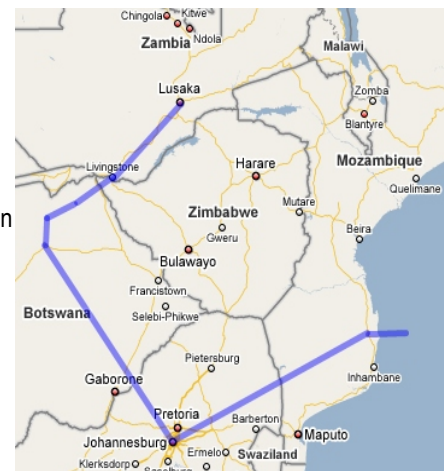 Chingola
Kitwe
Ndola
Zambia
Malawi
Lusaka
Zomba
Blantyre
Livingstone
Harare
Mozambique
Quelimane
n
Zimbabwe
Mutare
Gweru
Beira
Bulawayo
Francistown
Botswana
Selebi-Phikwe
Pietersburg
Inhambane
Gaborone
Pretoria
Barberton
Johannesburg
Maputo
Ermelo
Swaziland
Klerksdorp